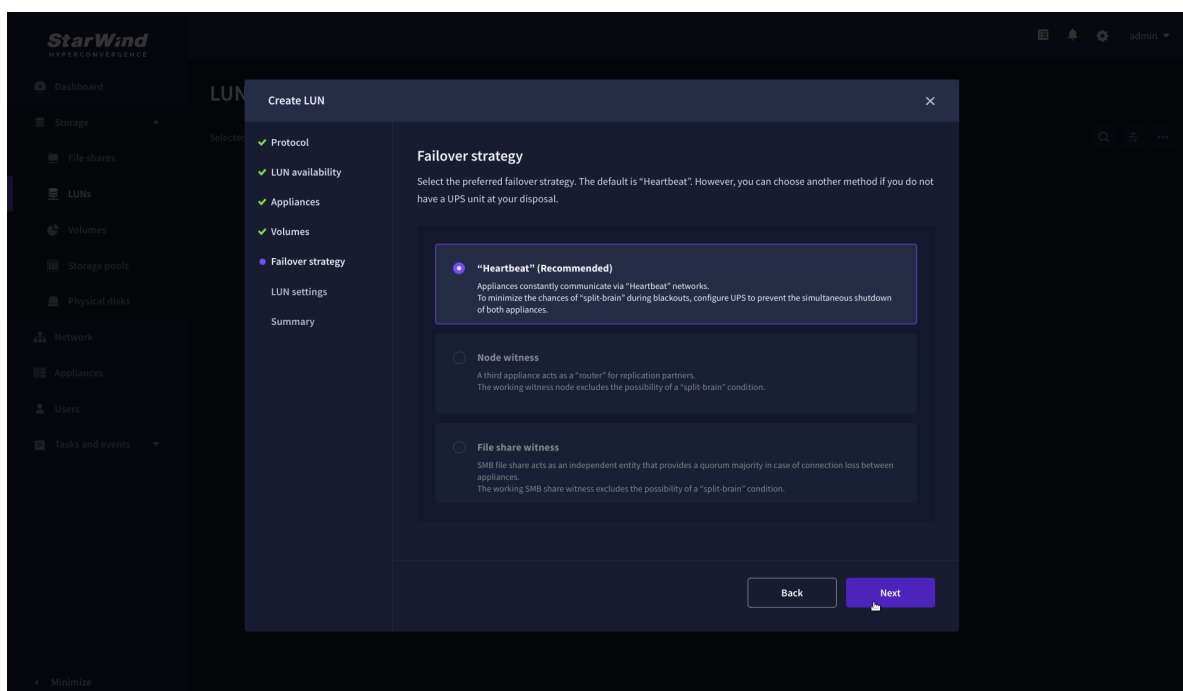 StarWind
HYPERCONVERGENCE
admin
Dashboard
Storage
File shares
LUNs
Volumes
Storage pools
Physical disks
Network
Appliances
Users
Tasks and events
Minimize
LUN
Selected
Create LUN
Protocol
LUN availability
Appliances
Volumes
Failover strategy
LUN settings
Summary
Failover strategy
Select the preferred failover strategy. The default is “Heartbeat”. However, you can choose another method if you do not
have a UPS unit at your disposal.
“Heartbeat” (Recommended)
Appliances constantly communicate via “Heartbeat” networks.
To minimize the chances of “split-brain” during blackouts, configure UPS to prevent the simultaneous shutdown
of both appliances.
Node witness
A third appliance acts as a “router” for replication partners.
The working witness node excludes the possibility of a “split-brain” condition.
File share witness
SMB file share acts as an independent entity that provides a quorum majority in case of connection loss between
appliances.
The working SMB share witness excludes the possibility of a “split-brain” condition.
Back
Next